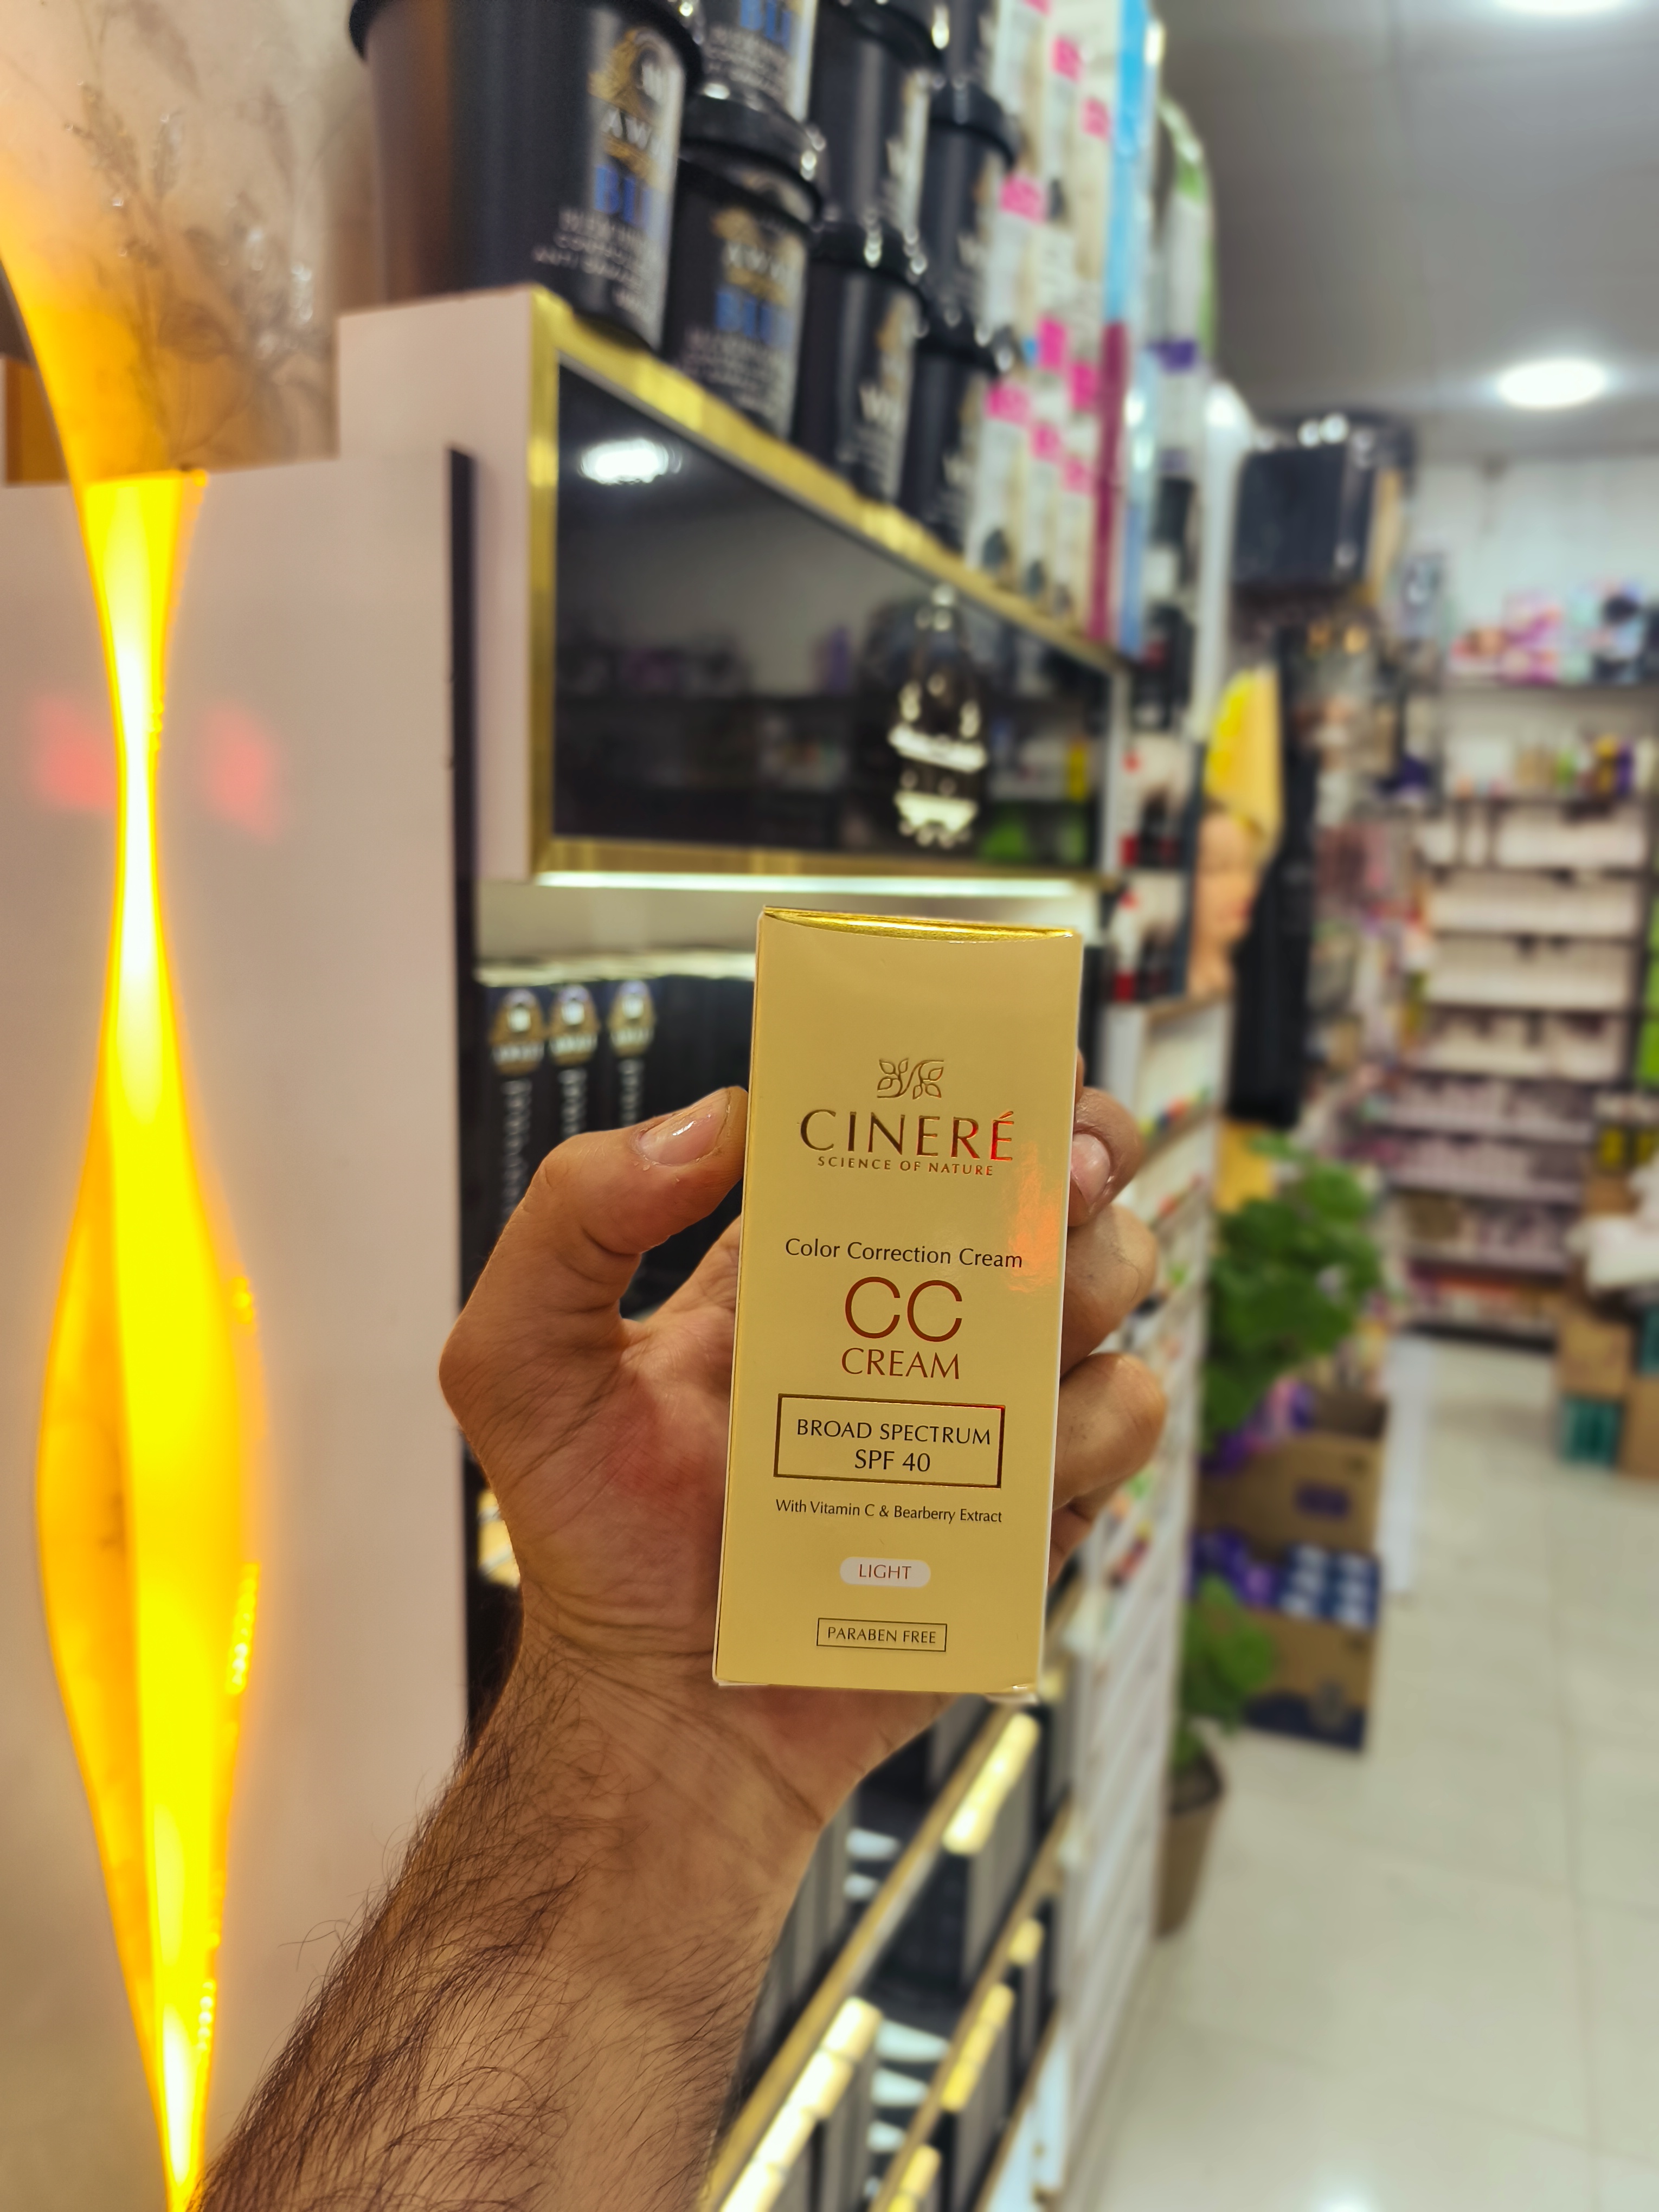 CINERÉ
SCIENCE OF NATURE
Color Correction Cream
CC
CREAM
BROAD SPECTRUM
SPF 40
With Vitamin C & Bearberry Extract
LIGHT
PARABEN FREE